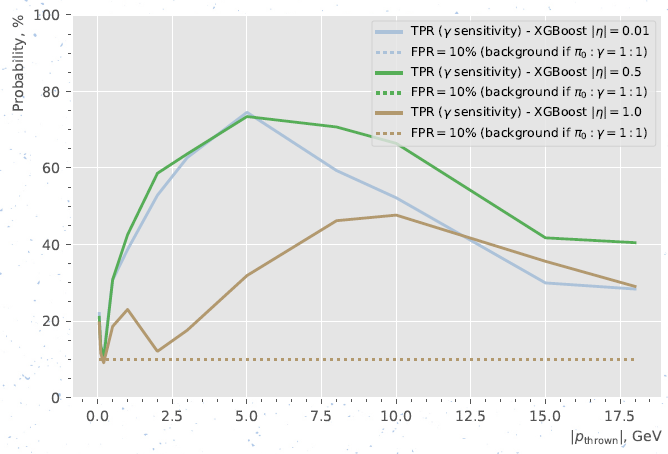 100
80
60
40
20
0
Probability, %
TPR (γ sensitivity) - XGBoost |η| = 0.01
FPR = 10% (background if π₀ : γ = 1 : 1)
TPR (γ sensitivity) - XGBoost |η| = 0.5
FPR = 10% (background if π₀ : γ = 1 : 1)
TPR (γ sensitivity) - XGBoost |η| = 1.0
FPR = 10% (background if π₀ : γ = 1 : 1)
0.0 2.5 5.0 7.5 10.0 12.5 15.0 17.5
|p_thrown|, GeV